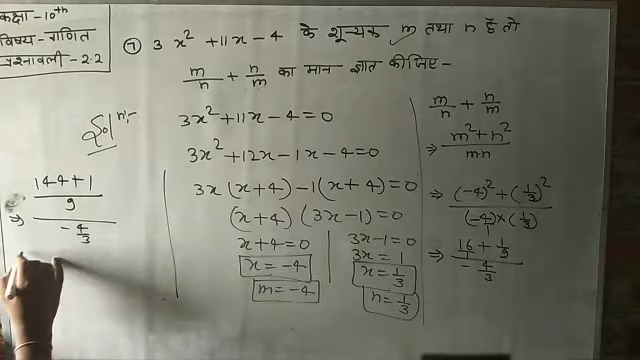 कक्षा - 10th
विषय - गणित
प्रश्नावली - 2.2
⑦ 3x² + 11x - 4 के शून्यक m तथा n हैं तो
m/n + n/m का मान ज्ञात कीजिए -
Solⁿ:-
3x² + 11x - 4 = 0
3x² + 12x - 1x - 4 = 0
3x(x+4) - 1(x+4) = 0
(x+4) (3x-1) = 0
x+4 = 0
x = -4
m = -4
3x-1 = 0
3x = 1
x = 1/3
n = 1/3
m/n + n/m
⇒ (m² + n²)/(m·n)
⇒ ((-4)² + (1/3)²)/((-4) × (1/3))
⇒ (16/1 + 1/9)/(-4/3)
⇒ ((144+1)/9)/(-4/3)